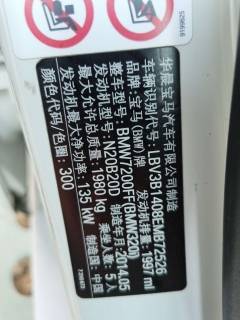 5296616
华晨宝马汽车有限公司制造
车辆识别代号:LBV3B1408EMB72526
品牌:宝马(BMW)牌
整车型号:BMW7200FF(BMW320) 发动机排量:1997 ml
发动机型号:N20B20D 制造年月:2014.05
最大允许总质量:1980 kg 乘坐人数:5人
发动机最大净功率:135 kW 制造国:中国
颜色代码/色圈:300